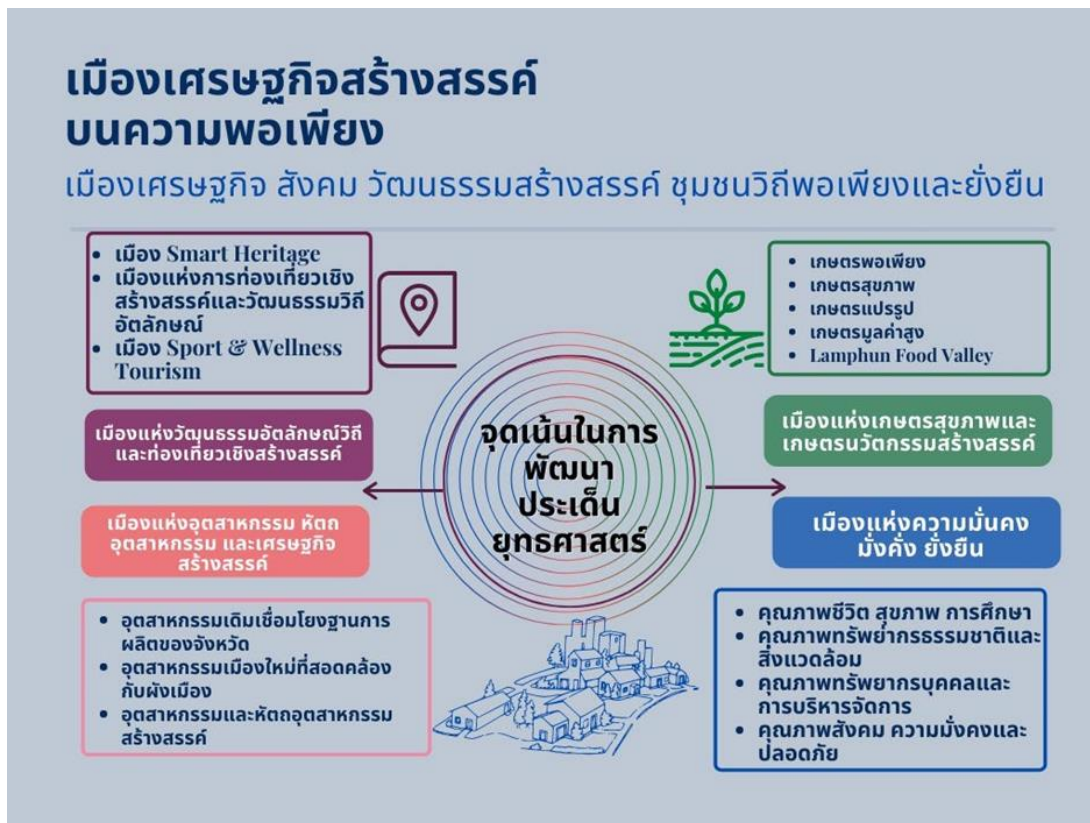 เมืองเศรษฐกิจสร้างสรรค์
บนความพอเพียง
เมืองเศรษฐกิจ สังคม วัฒนธรรมสร้างสรรค์ ชุมชนวิถีพอเพียงและยั่งยืน
• เมือง Smart Heritage
• เมืองแห่งการท่องเที่ยวเชิง
สร้างสรรค์และวัฒนธรรมวิถี
อัตลักษณ์
• เมือง Sport & Wellness
Tourism
เมืองแห่งวัฒนธรรมอัตลักษณ์วิถี
และท่องเที่ยวเชิงสร้างสรรค์
• เกษตรพอเพียง
• เกษตรสุขภาพ
• เกษตรแปรรูป
• เกษตรมูลค่าสูง
• Lamphun Food Valley
เมืองแห่งเกษตรสุขภาพและ
เกษตรนวัตกรรมสร้างสรรค์
จุดเน้นในการ
พัฒนา
ประเด็น
ยุทธศาสตร์
เมืองแห่งอุตสาหกรรม หัตถ
อุตสาหกรรม และเศรษฐกิจ
สร้างสรรค์
• อุตสาหกรรมเดิมเชื่อมโยงฐานการ
ผลิตของจังหวัด
• อุตสาหกรรมเมืองใหม่ที่สอดคล้อง
กับผังเมือง
• อุตสาหกรรมและหัตถอุตสาหกรรม
สร้างสรรค์
เมืองแห่งความมั่นคง
มั่งคั่ง ยั่งยืน
• คุณภาพชีวิต สุขภาพ การศึกษา
• คุณภาพทรัพยากรธรรมชาติและ
สิ่งแวดล้อม
• คุณภาพทรัพยากรบุคคลและ
การบริหารจัดการ
• คุณภาพสังคม ความมั่นคงและ
ปลอดภัย